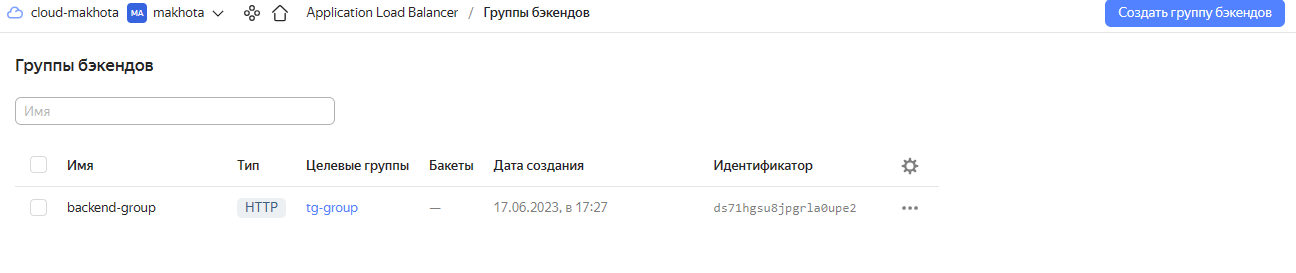 cloud-makhota MA makhota Application Load Balancer / Группы бэкендов Создать группу бэкендов
Группы бэкендов
Имя
Имя Тип Целевые группы Бакеты Дата создания Идентификатор
backend-group HTTP tg-group — 17.06.2023, в 17:27 ds71hgsu8jpgrla0upe2